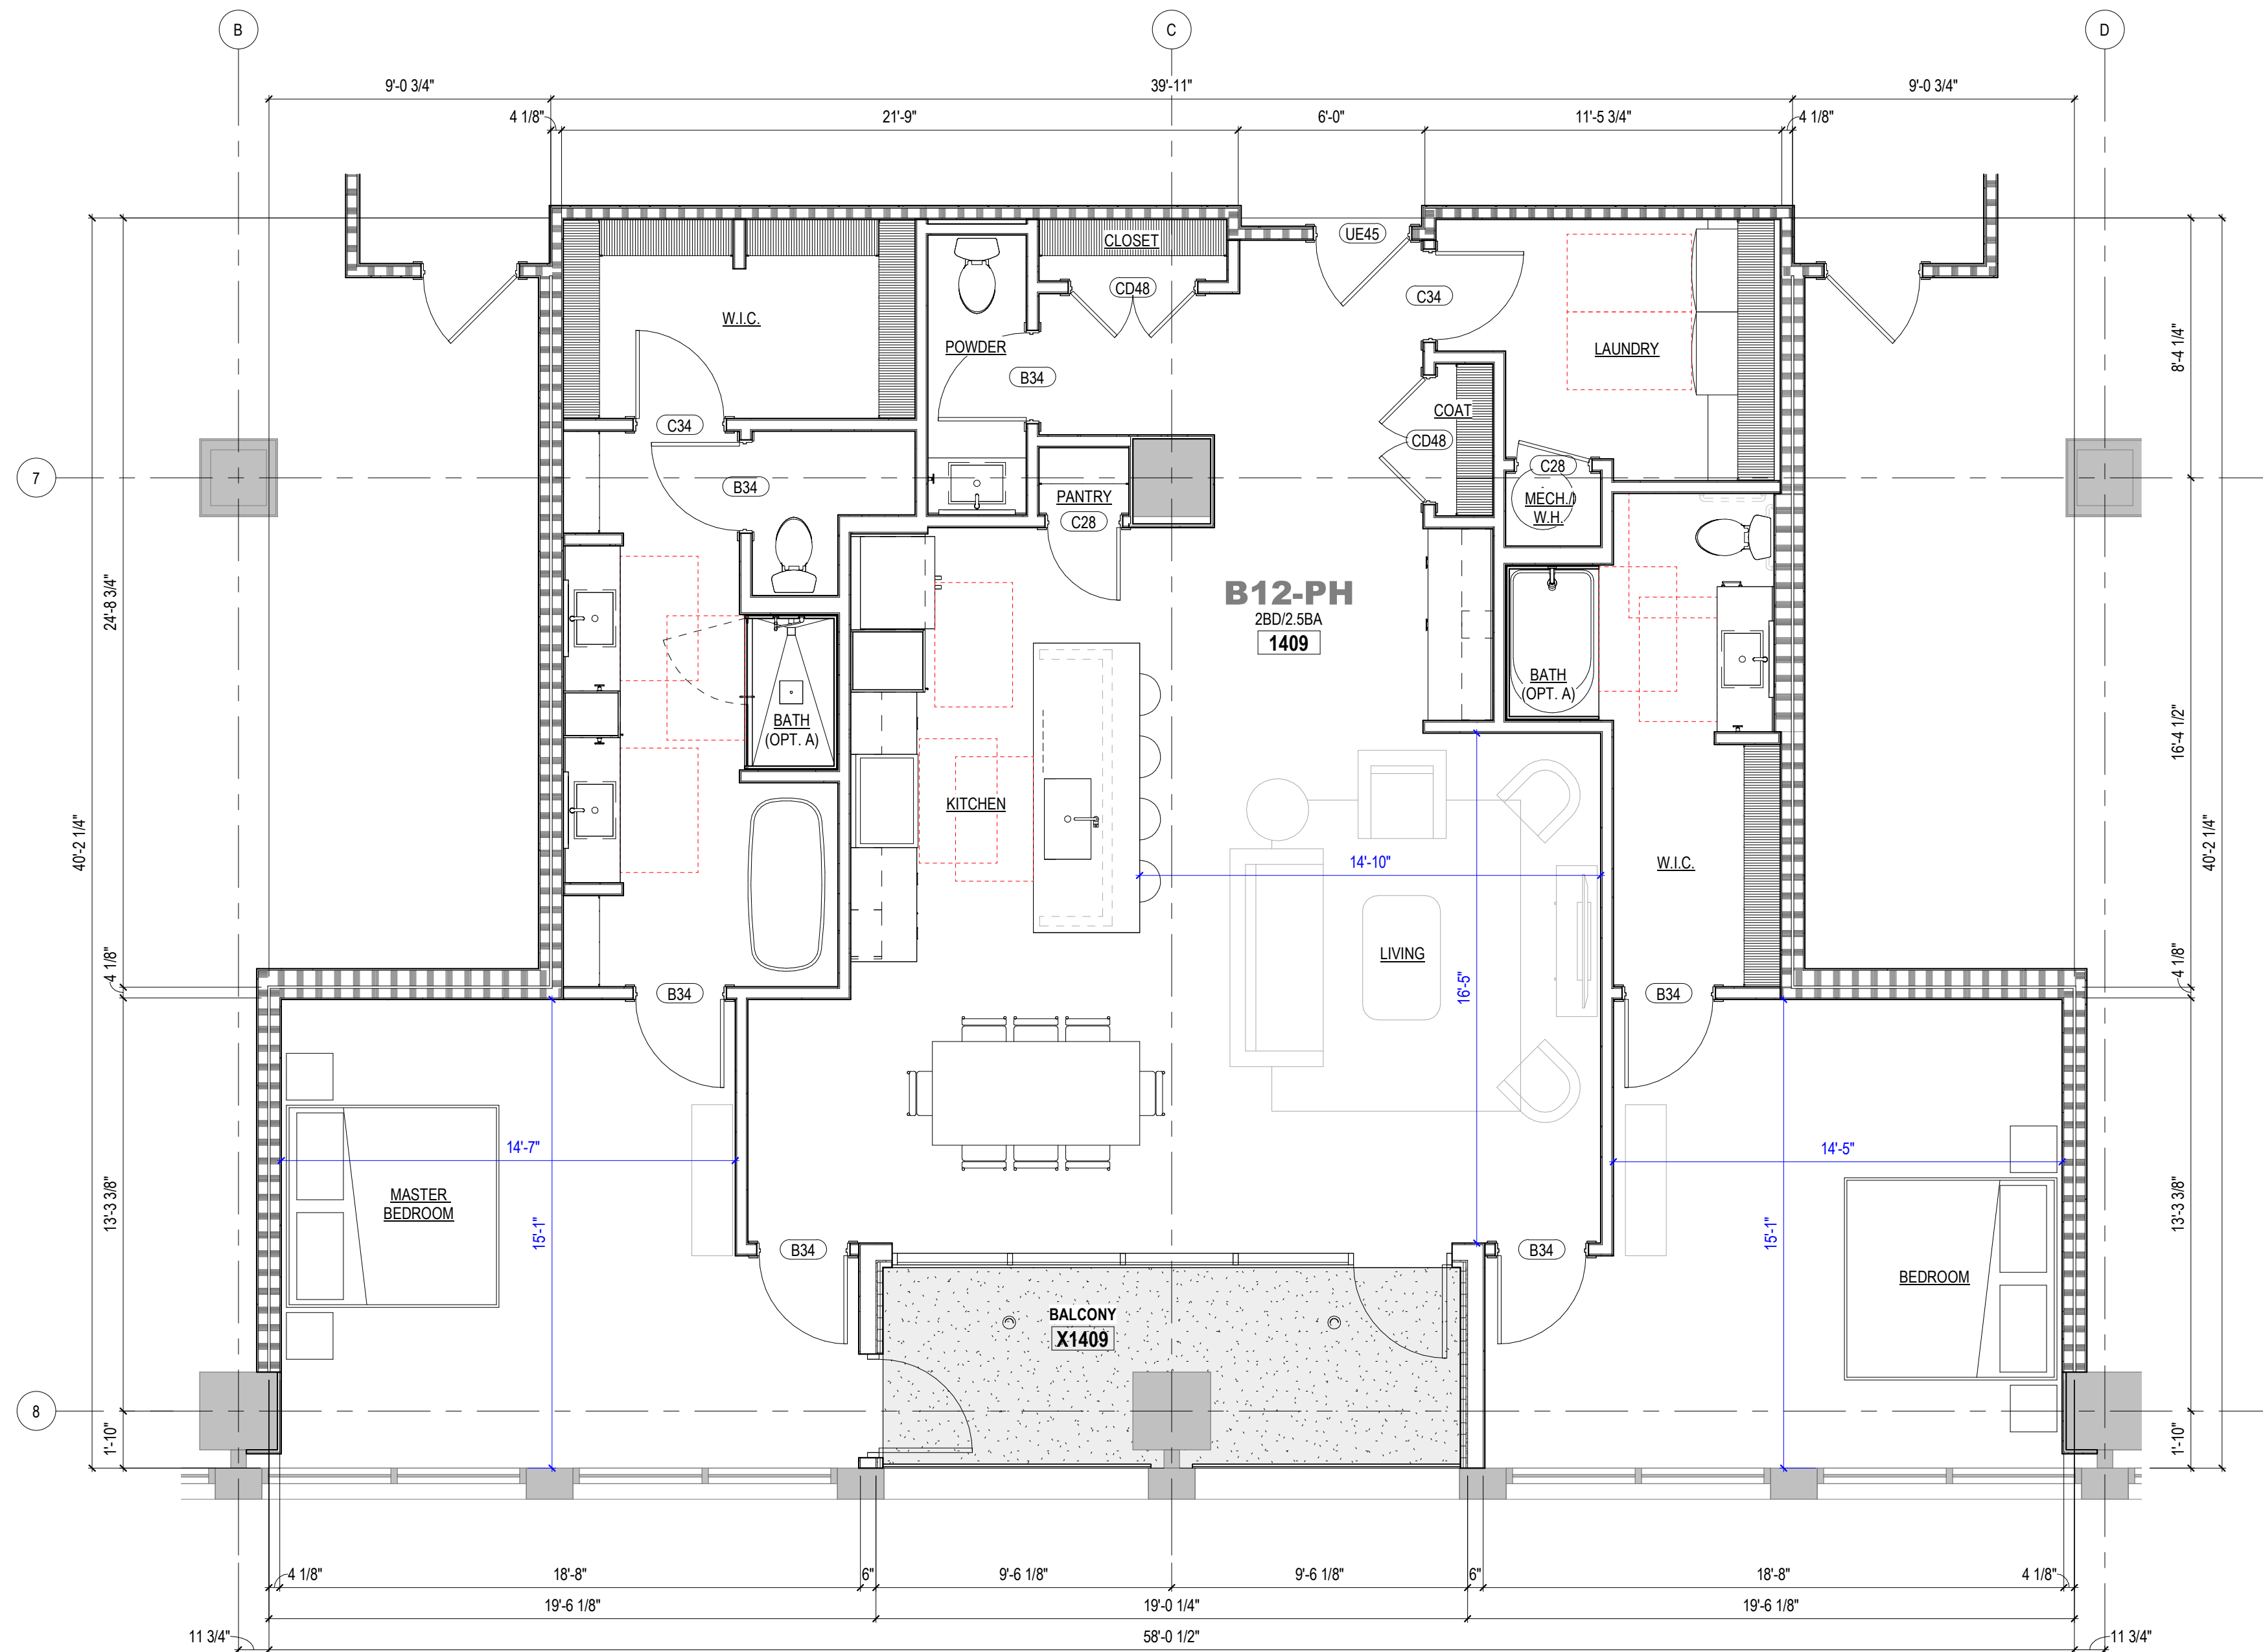 B
C
D
9'-0 3/4"
39'-11"
9'-0 3/4"
4 1/8"
21'-9"
6'-0"
11'-5 3/4"
4 1/8"
CLOSET
UE45
CD48
C34
W.I.C.
POWDER
LAUNDRY
8'-4 1/4"
B34
COAT
C34
CD48
7
B34
PANTRY
C28
C28
MECH./
W.H.
24'-8 3/4"
B12-PH
2BD/2.5BA
1409
BATH
(OPT. A)
BATH
(OPT. A)
16'-4 1/2"
KITCHEN
40'-2 1/4"
40'-2 1/4"
14'-10"
W.I.C.
LIVING
4 1/8"
4 1/8"
16'-5"
B34
B34
14'-7"
14'-5"
MASTER
BEDROOM
13'-3 3/8"
13'-3 3/8"
15'-1"
15'-1"
B34
B34
BEDROOM
BALCONY
X1409
8
1'-10"
1'-10"
4 1/8"
18'-8"
6"
9'-6 1/8"
9'-6 1/8"
6"
18'-8"
4 1/8"
19'-6 1/8"
19'-0 1/4"
19'-6 1/8"
11 3/4"
58'-0 1/2"
11 3/4"